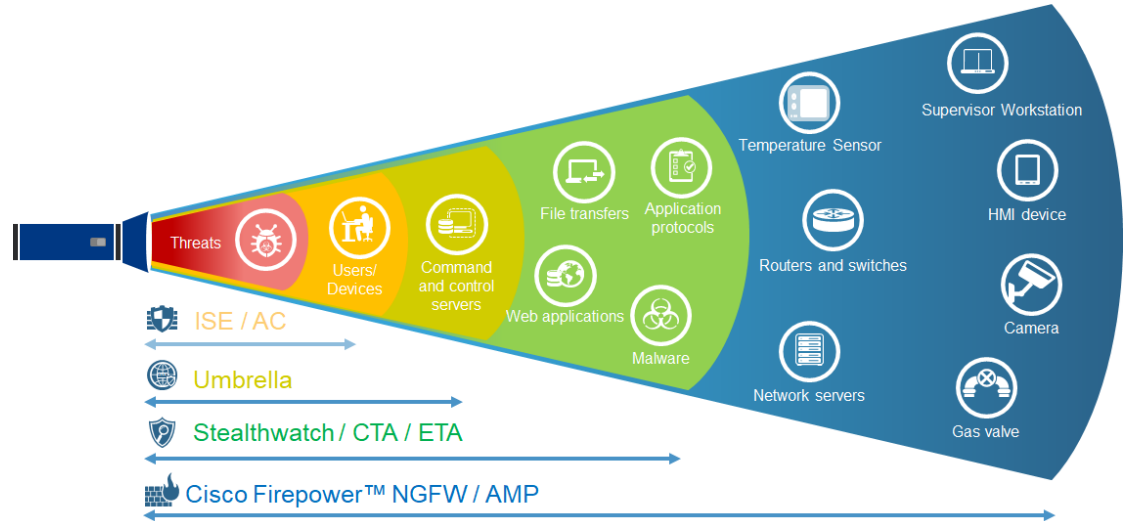 Threats
Users/
Devices
Command
and control
servers
File transfers
Application
protocols
Web applications
Malware
Temperature Sensor
Supervisor Workstation
Routers and switches
HMI device
Camera
Network servers
Gas valve
ISE / AC
Umbrella
Stealthwatch / CTA / ETA
Cisco Firepower™ NGFW / AMP